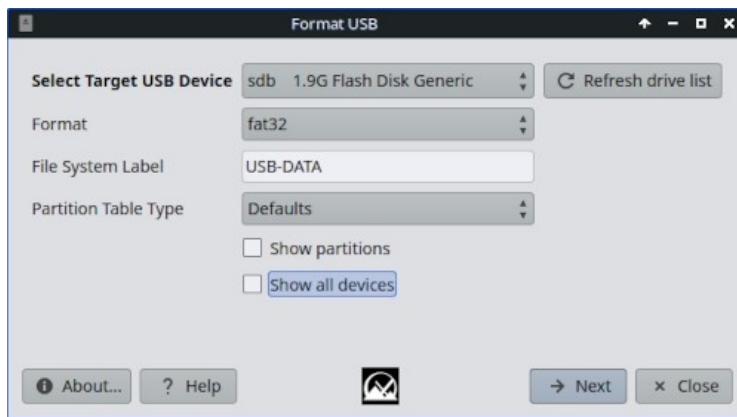 Format USB
Select Target USB Device sdb 1.9G Flash Disk Generic Refresh drive list
Format fat32
File System Label USB-DATA
Partition Table Type Defaults
Show partitions
Show all devices
About... ? Help Next Close